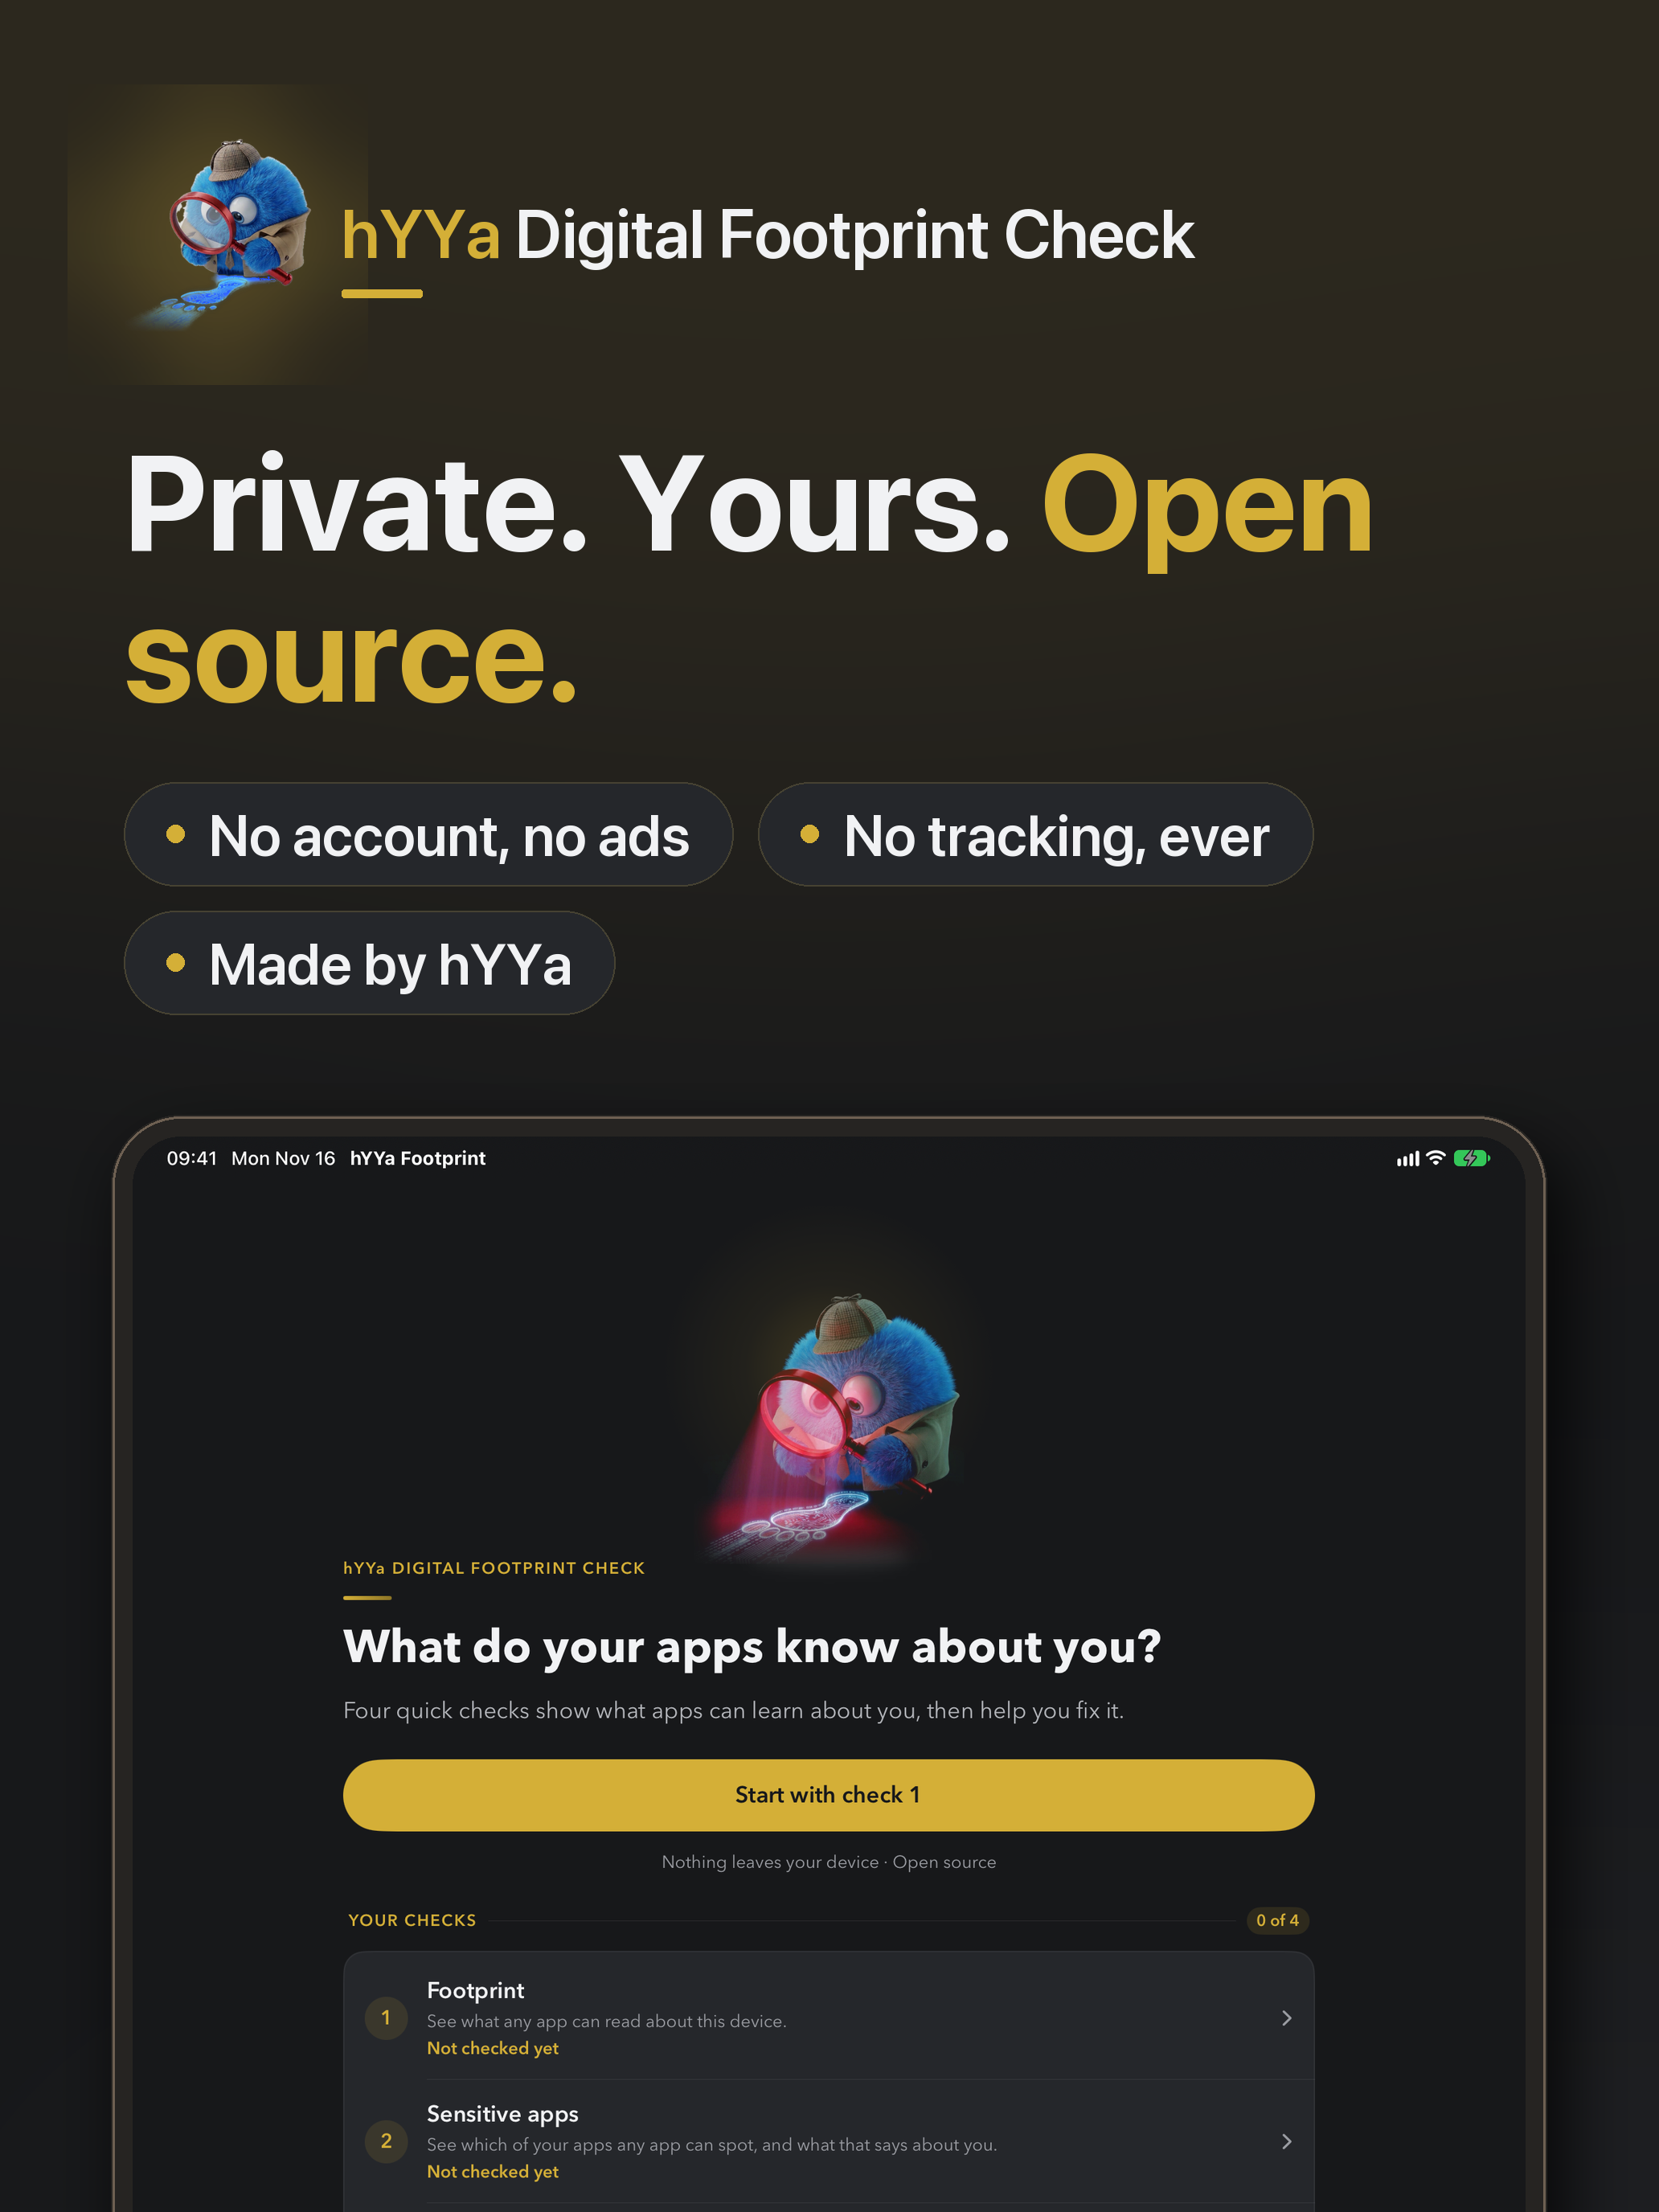 hYYa Digital Footprint Check
Private. Yours. Open
source.
No account, no ads
No tracking, ever
Made by hYYa
09:41 Mon Nov 16 hYYa Footprint
hYYa DIGITAL FOOTPRINT CHECK
What do your apps know about you?
Four quick checks show what apps can learn about you, then help you fix it.
Start with check 1
Nothing leaves your device · Open source
YOUR CHECKS
0 of 4
1
Footprint
See what any app can read about this device.
Not checked yet
2
Sensitive apps
See which of your apps any app can spot, and what that says about you.
Not checked yet